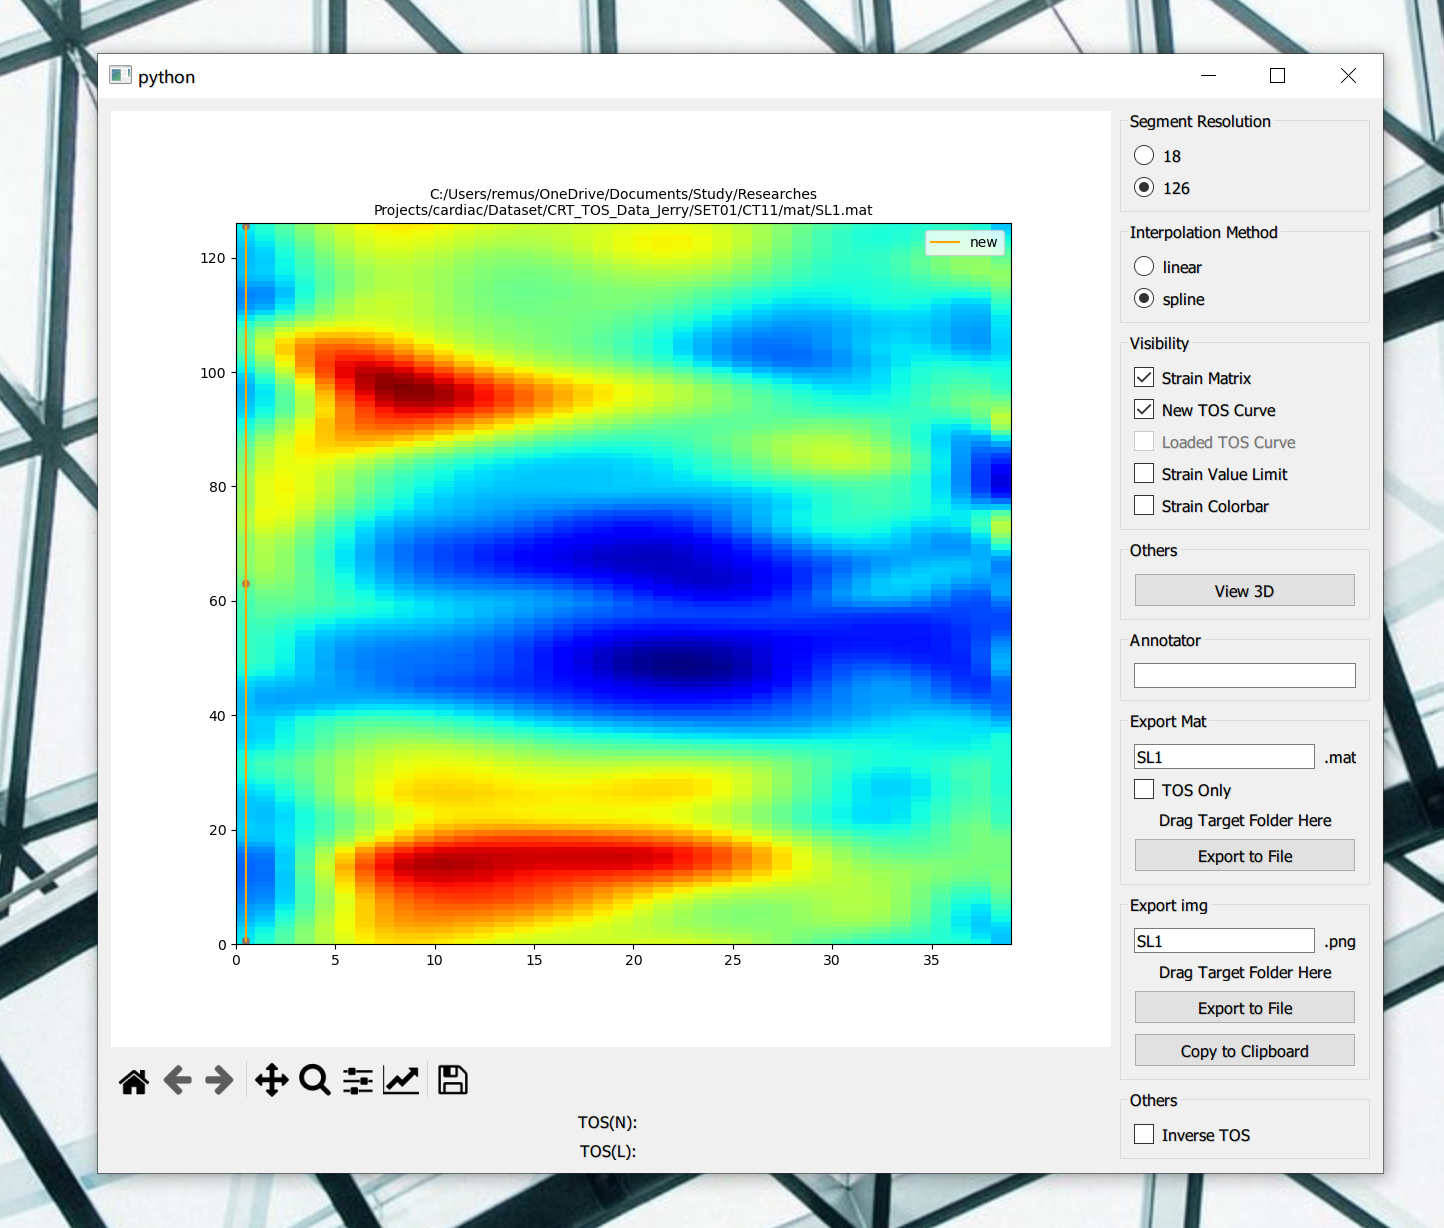 python
C:/Users/remus/OneDrive/Documents/Study/Researches
Projects/cardiac/Dataset/CRT_TOS_Data_Jerry/SET01/CT11/mat/SL1.mat
new
120
100
80
60
40
20
0
0 5 10 15 20 25 30 35
TOS(N):
TOS(L):
Segment Resolution
18
126
Interpolation Method
linear
spline
Visibility
Strain Matrix
New TOS Curve
Loaded TOS Curve
Strain Value Limit
Strain Colorbar
Others
View 3D
Annotator
Export Mat
SL1 .mat
TOS Only
Drag Target Folder Here
Export to File
Export img
SL1 .png
Drag Target Folder Here
Export to File
Copy to Clipboard
Others
Inverse TOS